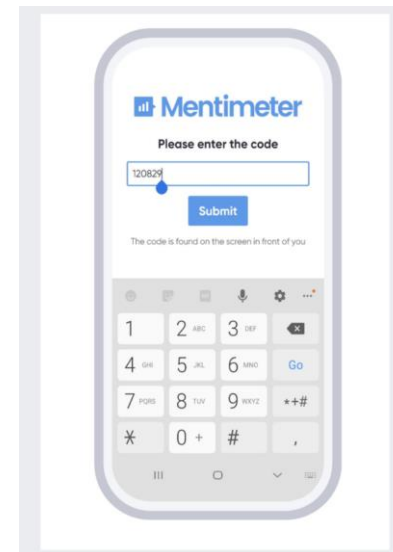 Mentimeter
Please enter the code
120829
Submit
The code is found on the screen in front of you
1 2 ABC 3 DEF
4 GHI 5 JKL 6 MNO Go
7 PQRS 8 TUV 9 WXYZ *+#
* 0 + # ,